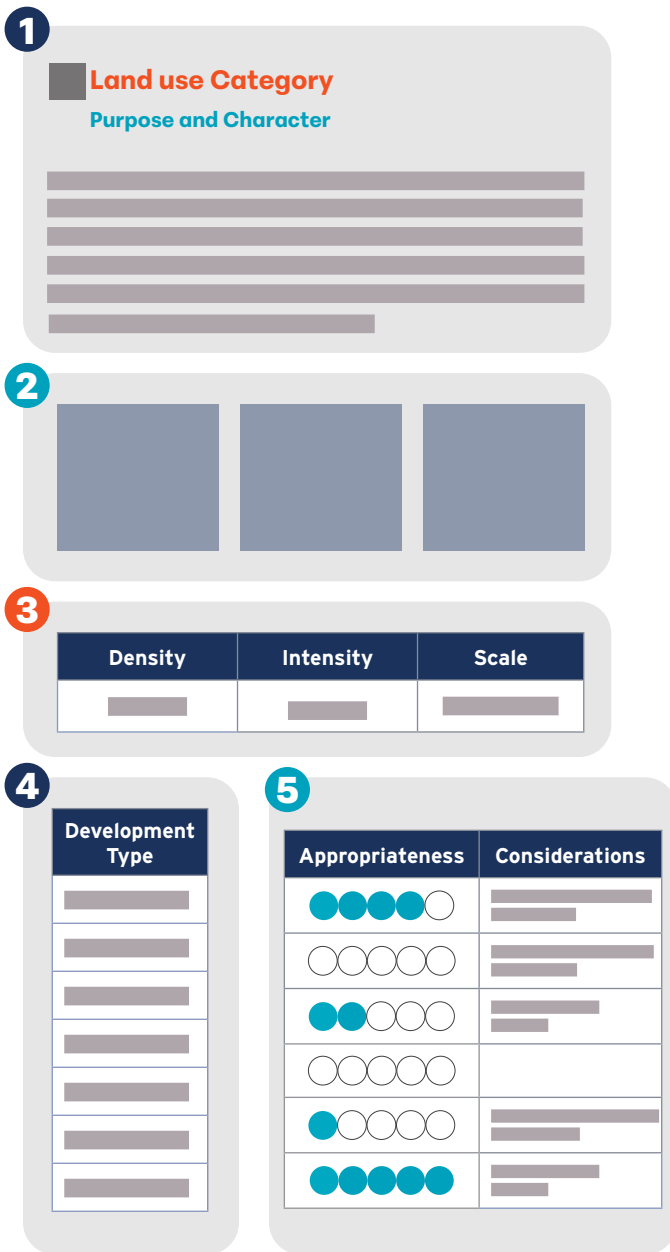 1
Land use Category
Purpose and Character
2
3
Density Intensity Scale
4
Development
Type
5
Appropriateness Considerations